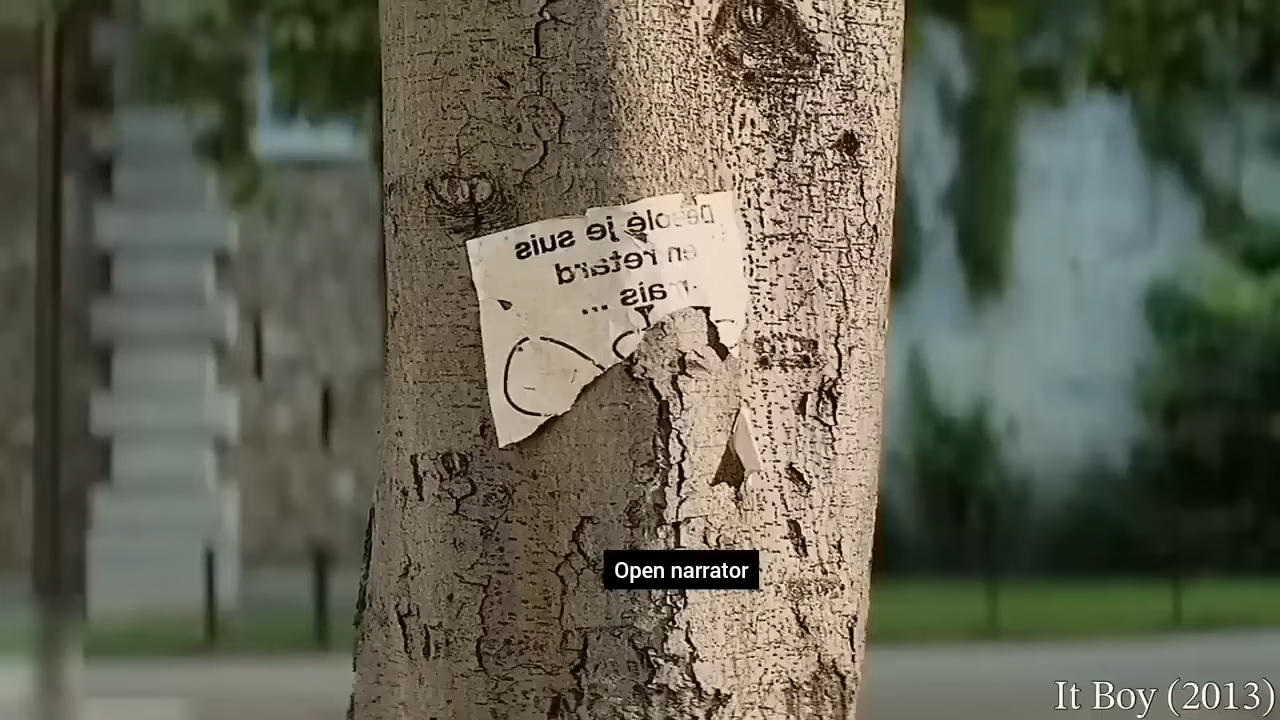 Désolé je suis
en retard
mais ...
Open narrator
It Boy (2013)